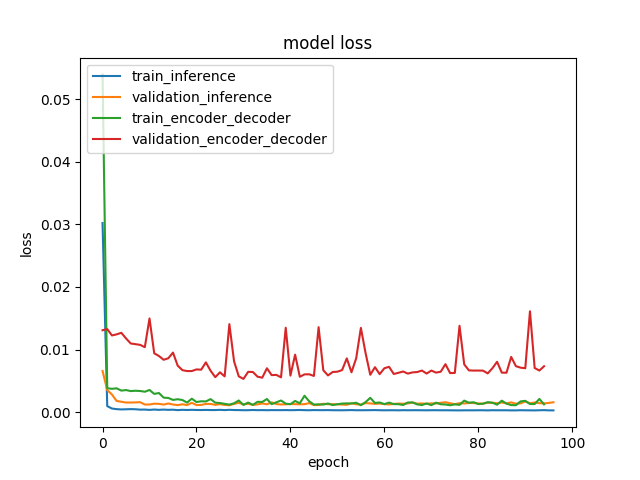 model loss
train_inference
validation_inference
train_encoder_decoder
validation_encoder_decoder
loss
0.05
0.04
0.03
0.02
0.01
0.00
0 20 40 60 80 100
epoch